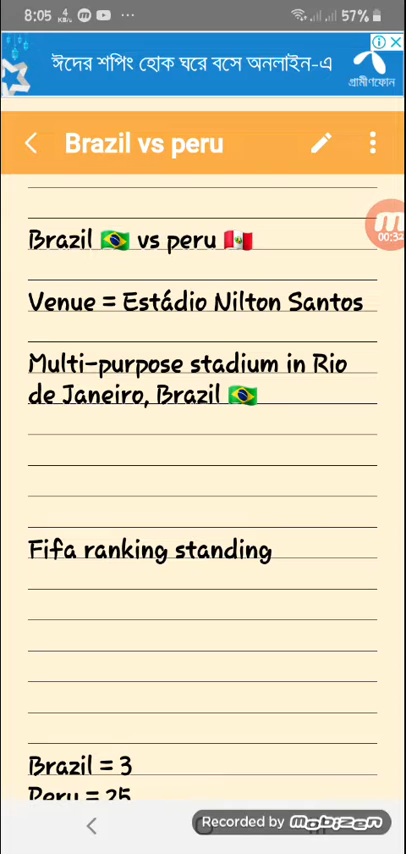 8:05 4 KB/s 57%
ঈদের শপিং হোক ঘরে বসে অনলাইন-এ
গ্রামীণফোন
Brazil vs peru
00:32
Brazil 🇧🇷 vs peru 🇵🇪
Venue = Estádio Nilton Santos
Multi-purpose stadium in Rio
de Janeiro, Brazil 🇧🇷
Fifa ranking standing
Brazil = 3
Peru = 25
Recorded by mobizen